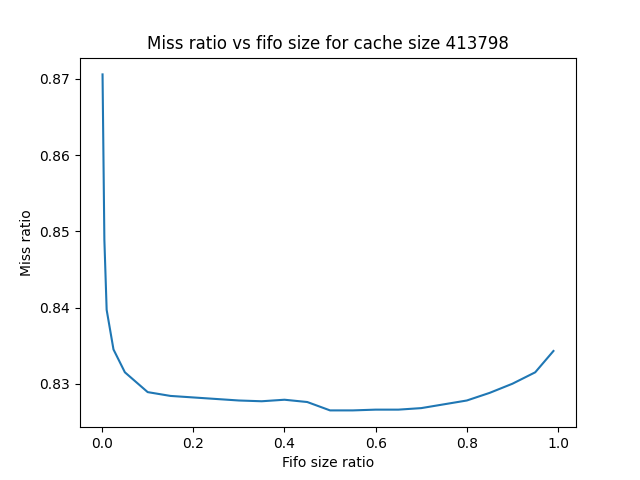 Miss ratio vs fifo size for cache size 413798
0.87
0.86
0.85
0.84
0.83
Miss ratio
0.0 0.2 0.4 0.6 0.8 1.0
Fifo size ratio